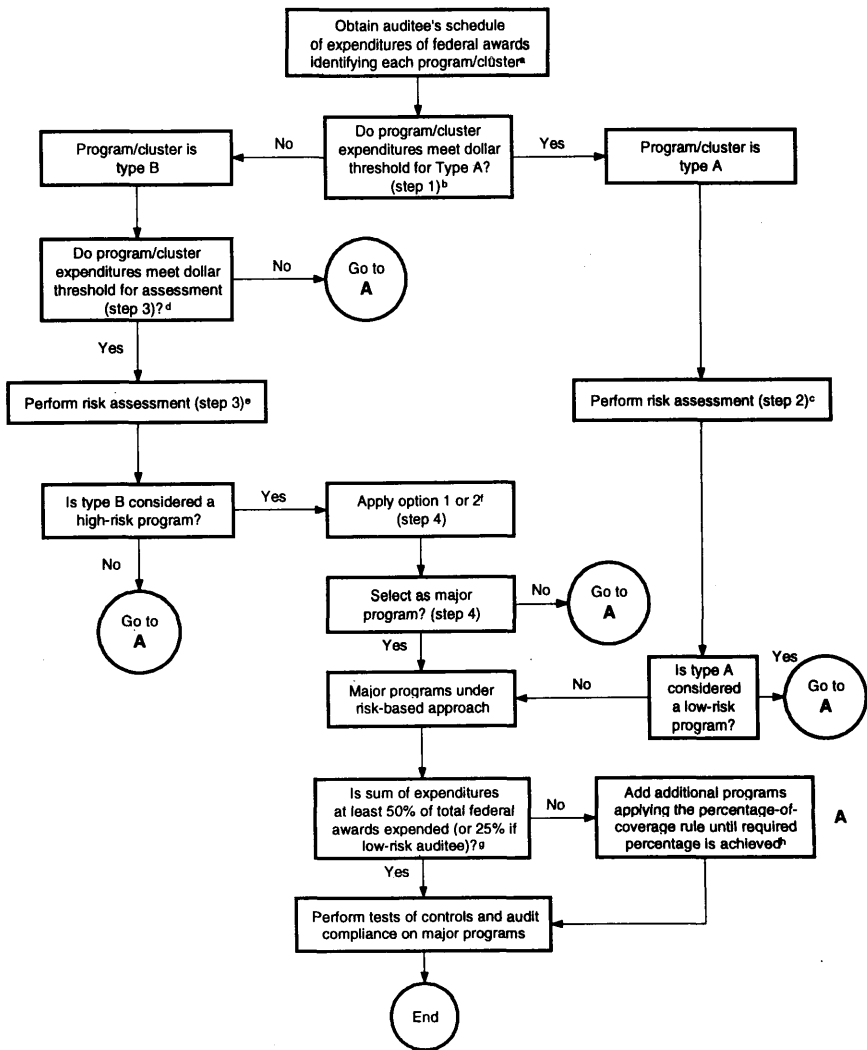 Obtain auditee's schedule
of expenditures of federal awards
identifying each program/cluster ᵃ
Do program/cluster
expenditures meet dollar
threshold for Type A?
(step 1) ᵇ
No
Yes
Program/cluster is
type B
Program/cluster is
type A
Do program/cluster
expenditures meet dollar
threshold for assessment
(step 3)? ᵈ
No
Go to
A
Yes
Perform risk assessment (step 3) ᵉ
Perform risk assessment (step 2) ᶜ
Is type B considered a
high-risk program?
Yes
Apply option 1 or 2 ᶠ
(step 4)
No
Go to
A
Select as major
program? (step 4)
No
Go to
A
Yes
Major programs under
risk-based approach
No
Is type A
considered
a low-risk
program?
Yes
Go to
A
Is sum of expenditures
at least 50% of total federal
awards expended (or 25% if
low-risk auditee)? ᵍ
No
Add additional programs
applying the percentage-of-
coverage rule until required
percentage is achieved ʰ
A
Yes
Perform tests of controls and audit
compliance on major programs
End